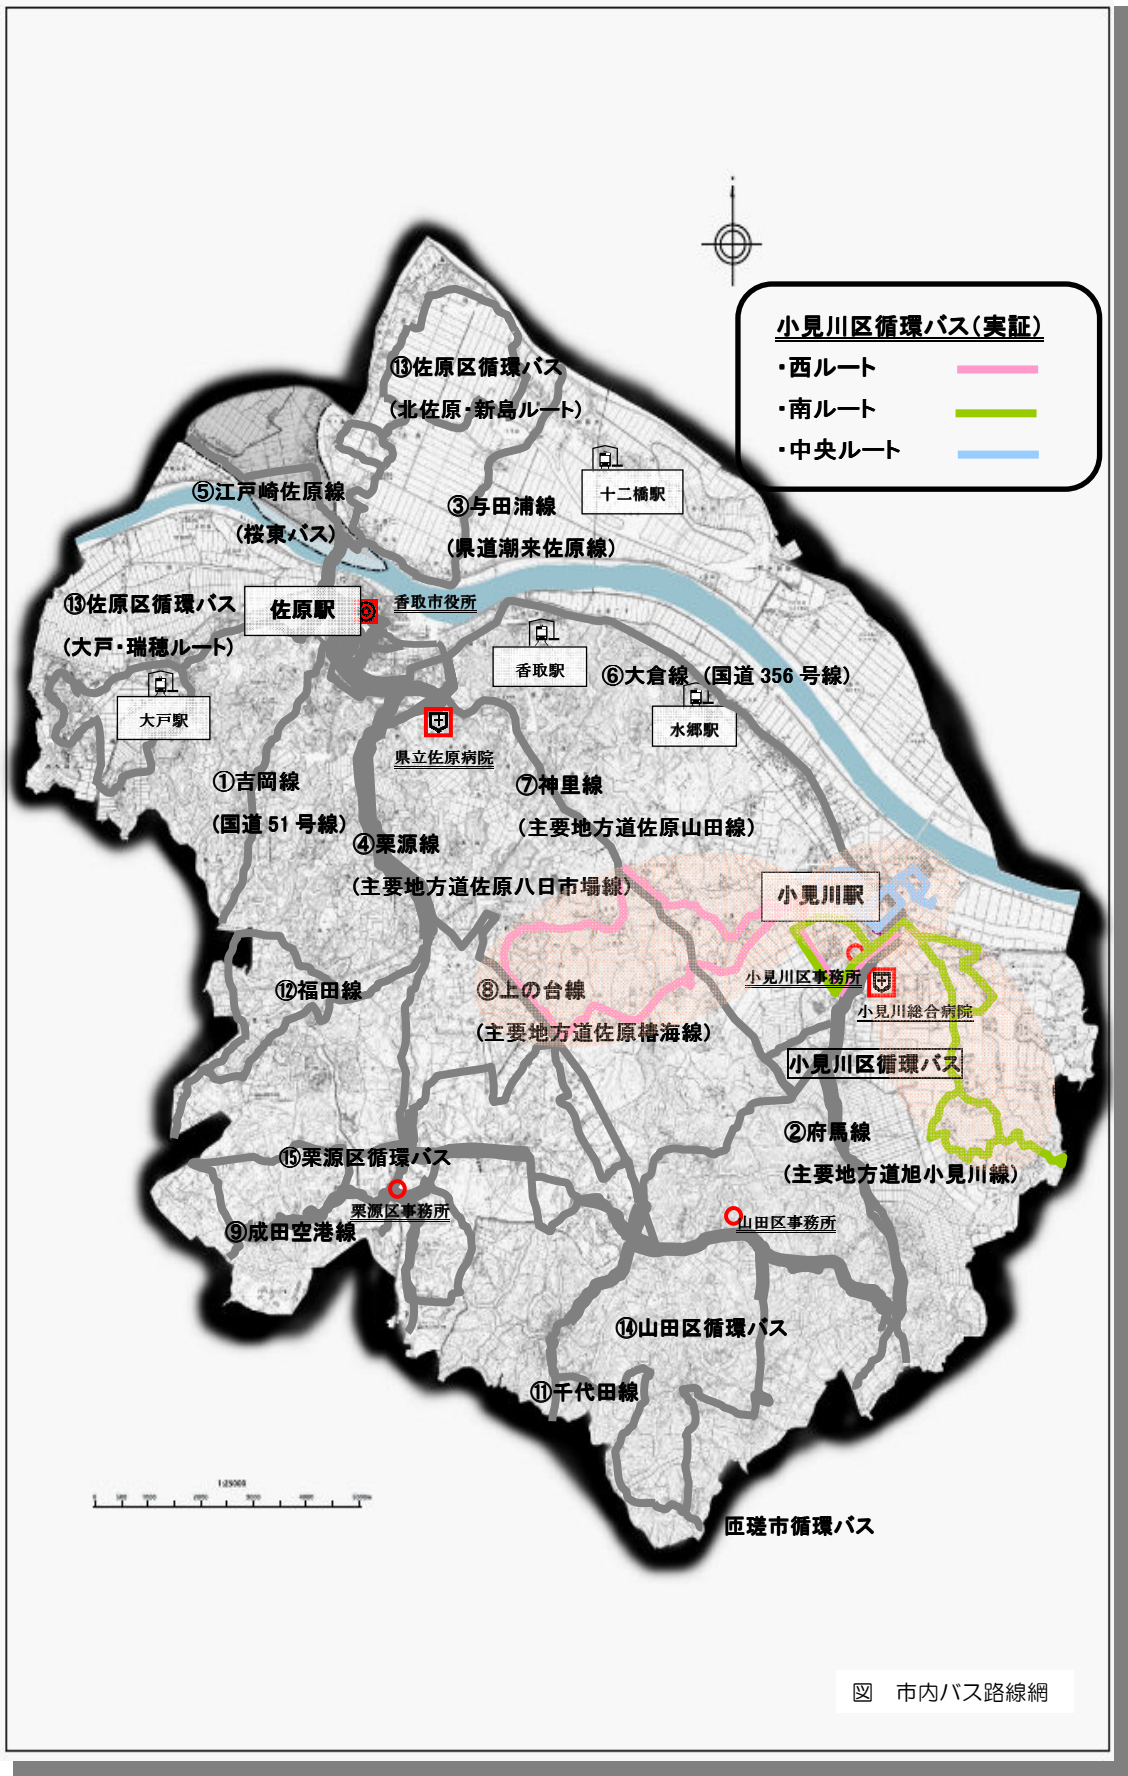 小見川区循環バス（実証）
・西ルート
・南ルート
・中央ルート
⑬佐原区循環バス
（北佐原・新島ルート）
十二橋駅
⑤江戸崎佐原線
（桜東バス）
③与田浦線
（県道潮来佐原線）
⑬佐原区循環バス
（大戸・瑞穂ルート）
佐原駅
香取市役所
香取駅
⑥大倉線（国道 356 号線）
大戸駅
水郷駅
県立佐原病院
①吉岡線
（国道 51 号線）
⑦神里線
（主要地方道佐原山田線）
④栗源線
（主要地方道佐原八日市場線）
小見川駅
小見川区事務所
小見川総合病院
⑫福田線
⑧上の台線
（主要地方道佐原椿海線）
小見川区循環バス
②府馬線
（主要地方道旭小見川線）
⑮栗源区循環バス
栗源区事務所
⑨成田空港線
山田区事務所
⑭山田区循環バス
⑪千代田線
1:25000
匝瑳市循環バス
図　市内バス路線網